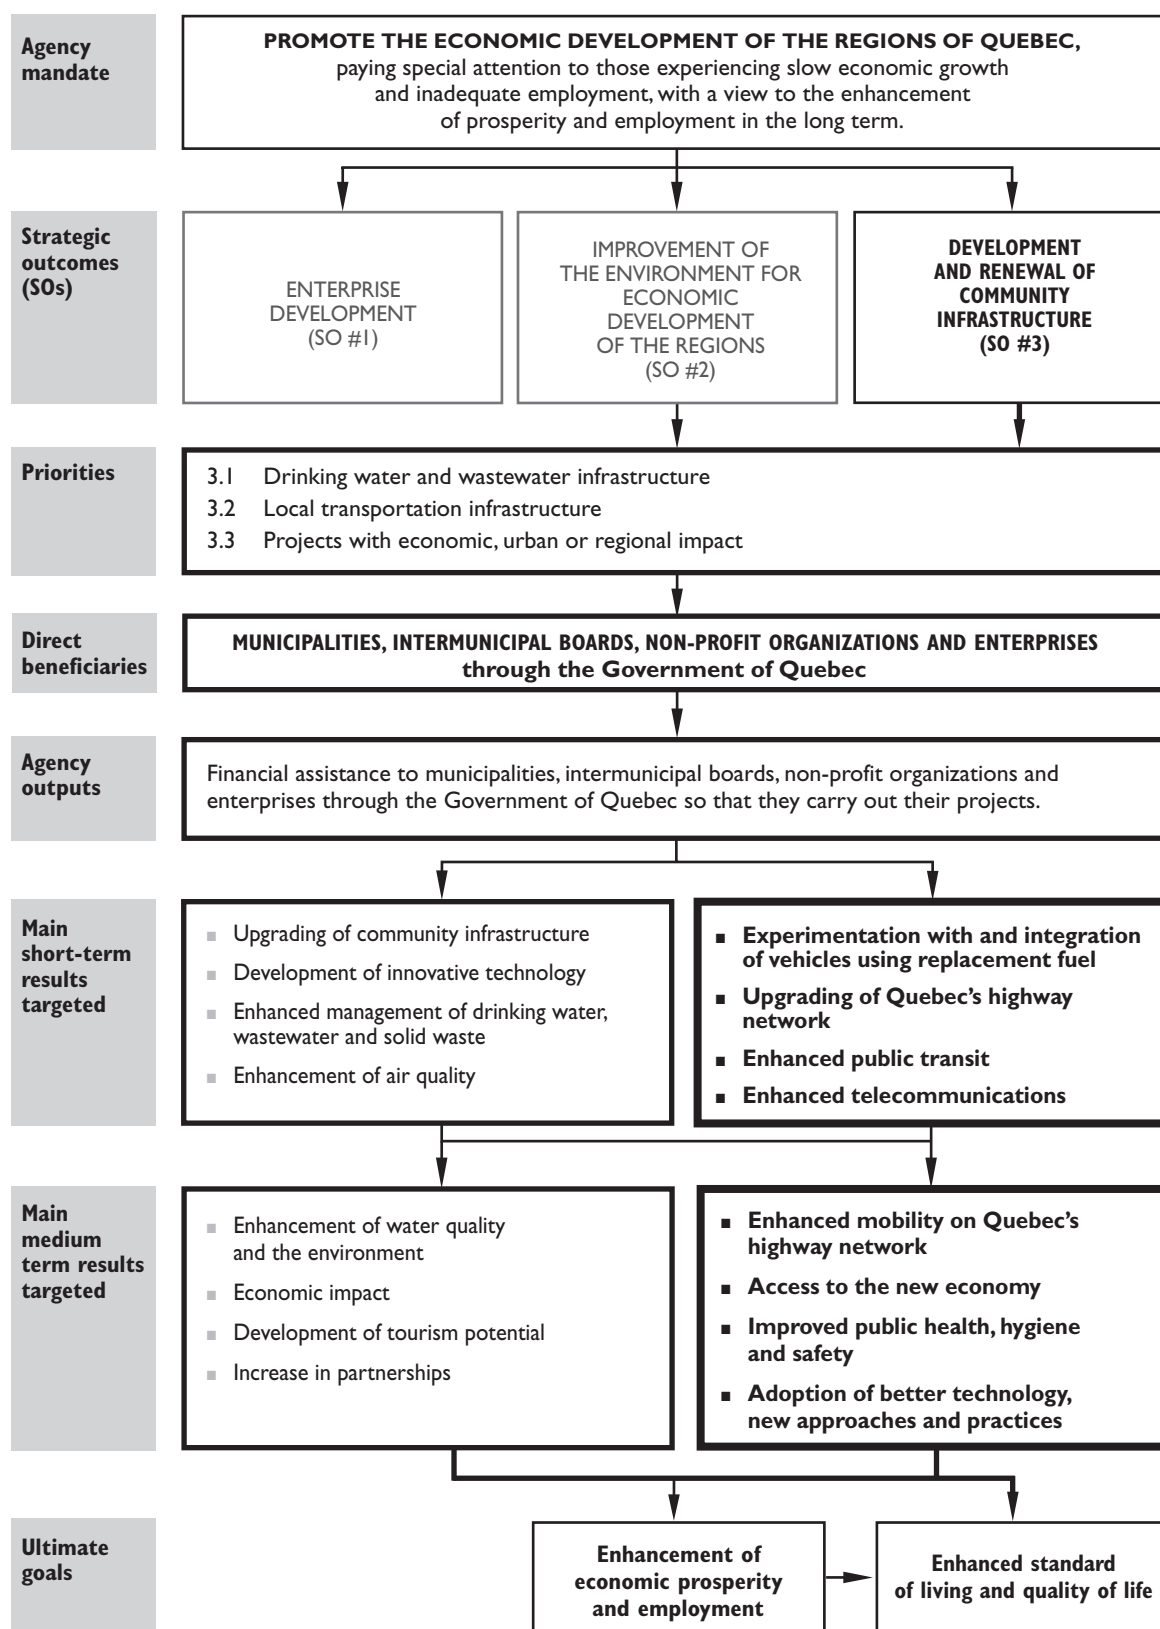 Agency
mandate
PROMOTE THE ECONOMIC DEVELOPMENT OF THE REGIONS OF QUEBEC,
paying special attention to those experiencing slow economic growth
and inadequate employment, with a view to the enhancement
of prosperity and employment in the long term.
Strategic
outcomes
(SOs)
ENTERPRISE
DEVELOPMENT
(SO #1)
IMPROVEMENT OF
THE ENVIRONMENT FOR
ECONOMIC
DEVELOPMENT
OF THE REGIONS
(SO #2)
DEVELOPMENT
AND RENEWAL OF
COMMUNITY
INFRASTRUCTURE
(SO #3)
Priorities
3.1 Drinking water and wastewater infrastructure
3.2 Local transportation infrastructure
3.3 Projects with economic, urban or regional impact
Direct
beneficiaries
MUNICIPALITIES, INTERMUNICIPAL BOARDS, NON-PROFIT ORGANIZATIONS AND ENTERPRISES
through the Government of Quebec
Agency
outputs
Financial assistance to municipalities, intermunicipal boards, non-profit organizations and
enterprises through the Government of Quebec so that they carry out their projects.
Main
short-term
results
targeted
■ Upgrading of community infrastructure
■ Development of innovative technology
■ Enhanced management of drinking water,
wastewater and solid waste
■ Enhancement of air quality
■ Experimentation with and integration
of vehicles using replacement fuel
■ Upgrading of Quebec's highway
network
■ Enhanced public transit
■ Enhanced telecommunications
Main
medium
term results
targeted
■ Enhancement of water quality
and the environment
■ Economic impact
■ Development of tourism potential
■ Increase in partnerships
■ Enhanced mobility on Quebec's
highway network
■ Access to the new economy
■ Improved public health, hygiene
and safety
■ Adoption of better technology,
new approaches and practices
Ultimate
goals
Enhancement of
economic prosperity
and employment
Enhanced standard
of living and quality of life